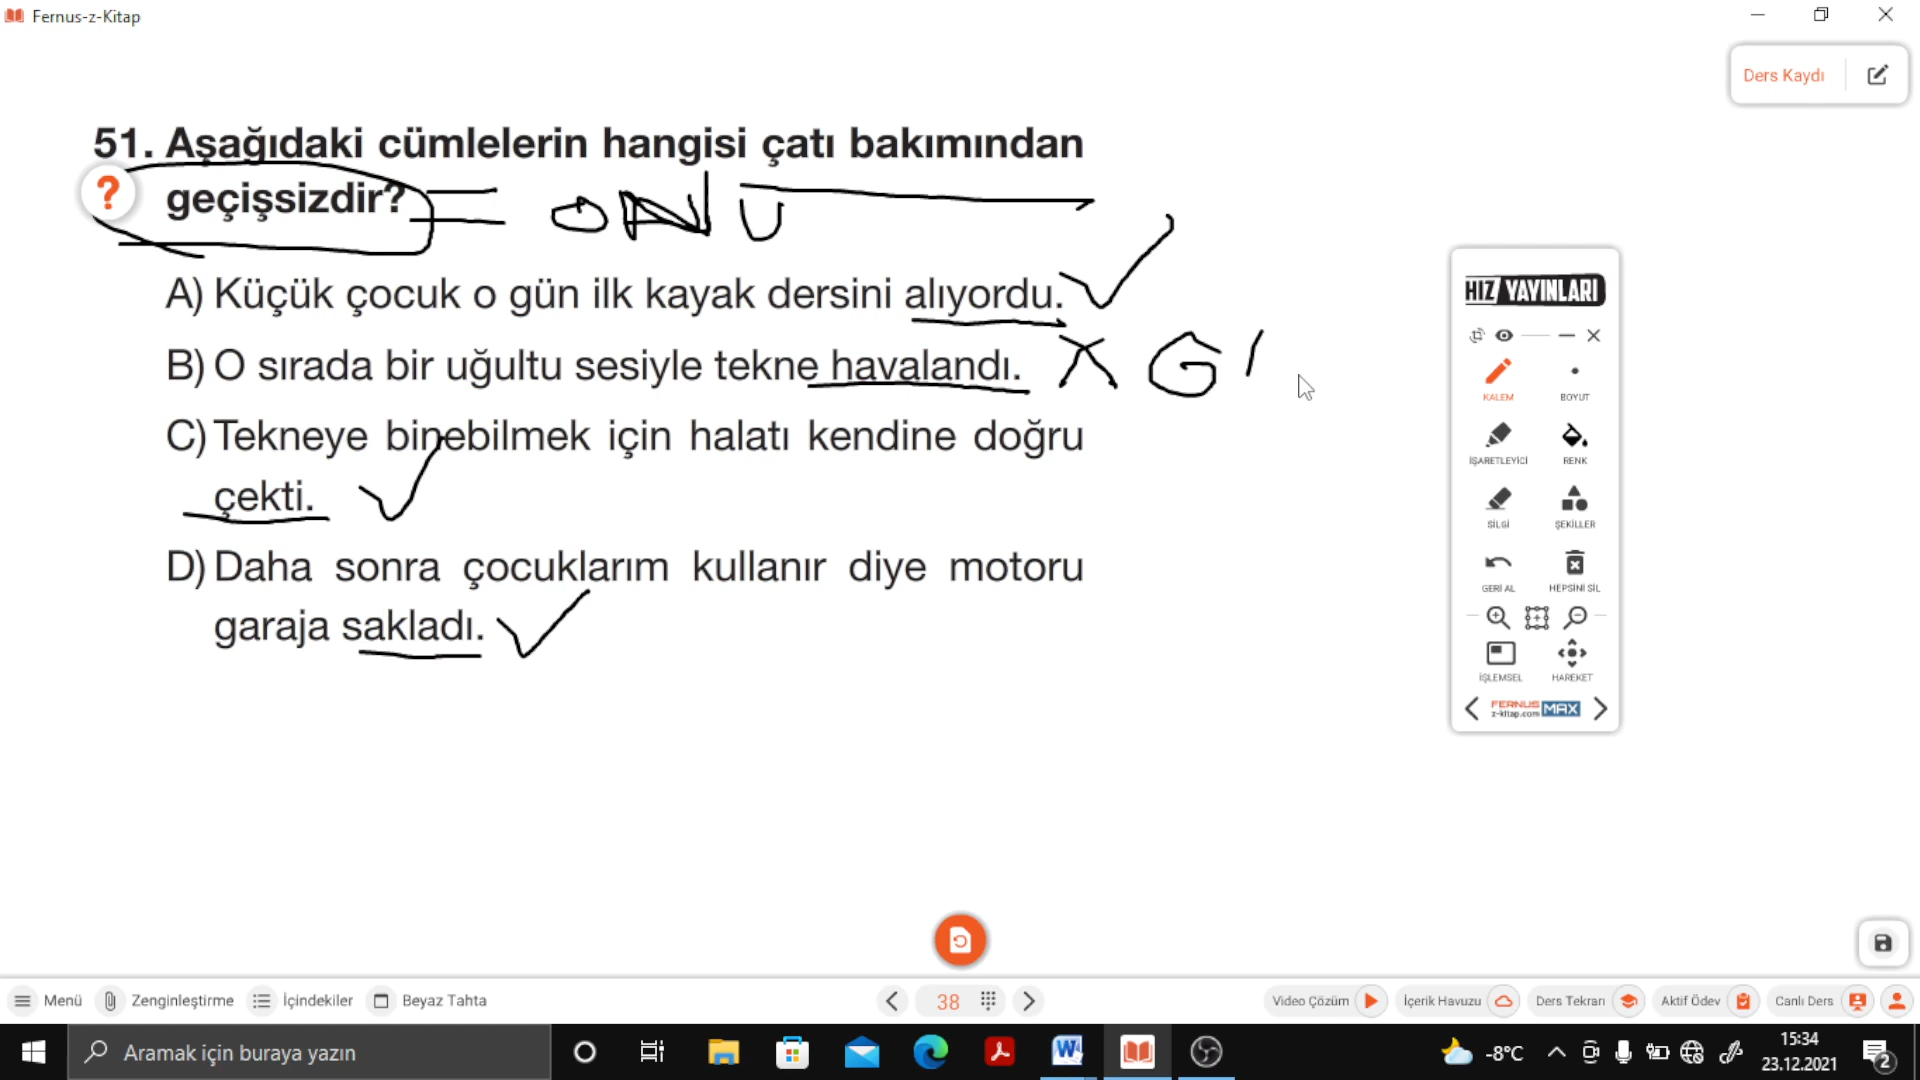 Fernus-z-Kitap
Ders Kaydı
51. Aşağıdaki cümlelerin hangisi çatı bakımından
? geçişsizdir? = ONU
A) Küçük çocuk o gün ilk kayak dersini alıyordu.
B) O sırada bir uğultu sesiyle tekne havalandı. X G
C) Tekneye binebilmek için halatı kendine doğru
çekti.
D) Daha sonra çocuklarım kullanır diye motoru
garaja sakladı.
HIZ YAYINLARI
KALEM BOYUT
İŞARETLEYİCİ RENK
SİLGİ ŞEKİLLER
GERİ AL HEPSİNİ SİL
İŞLEMSEL HAREKET
FERNUS
z-kitap.com MAX
Menü Zenginleştirme İçindekiler Beyaz Tahta 38 Video Çözüm İçerik Havuzu Ders Tekrarı Aktif Ödev Canlı Ders
Aramak için buraya yazın
-8°C
15:34
23.12.2021
2